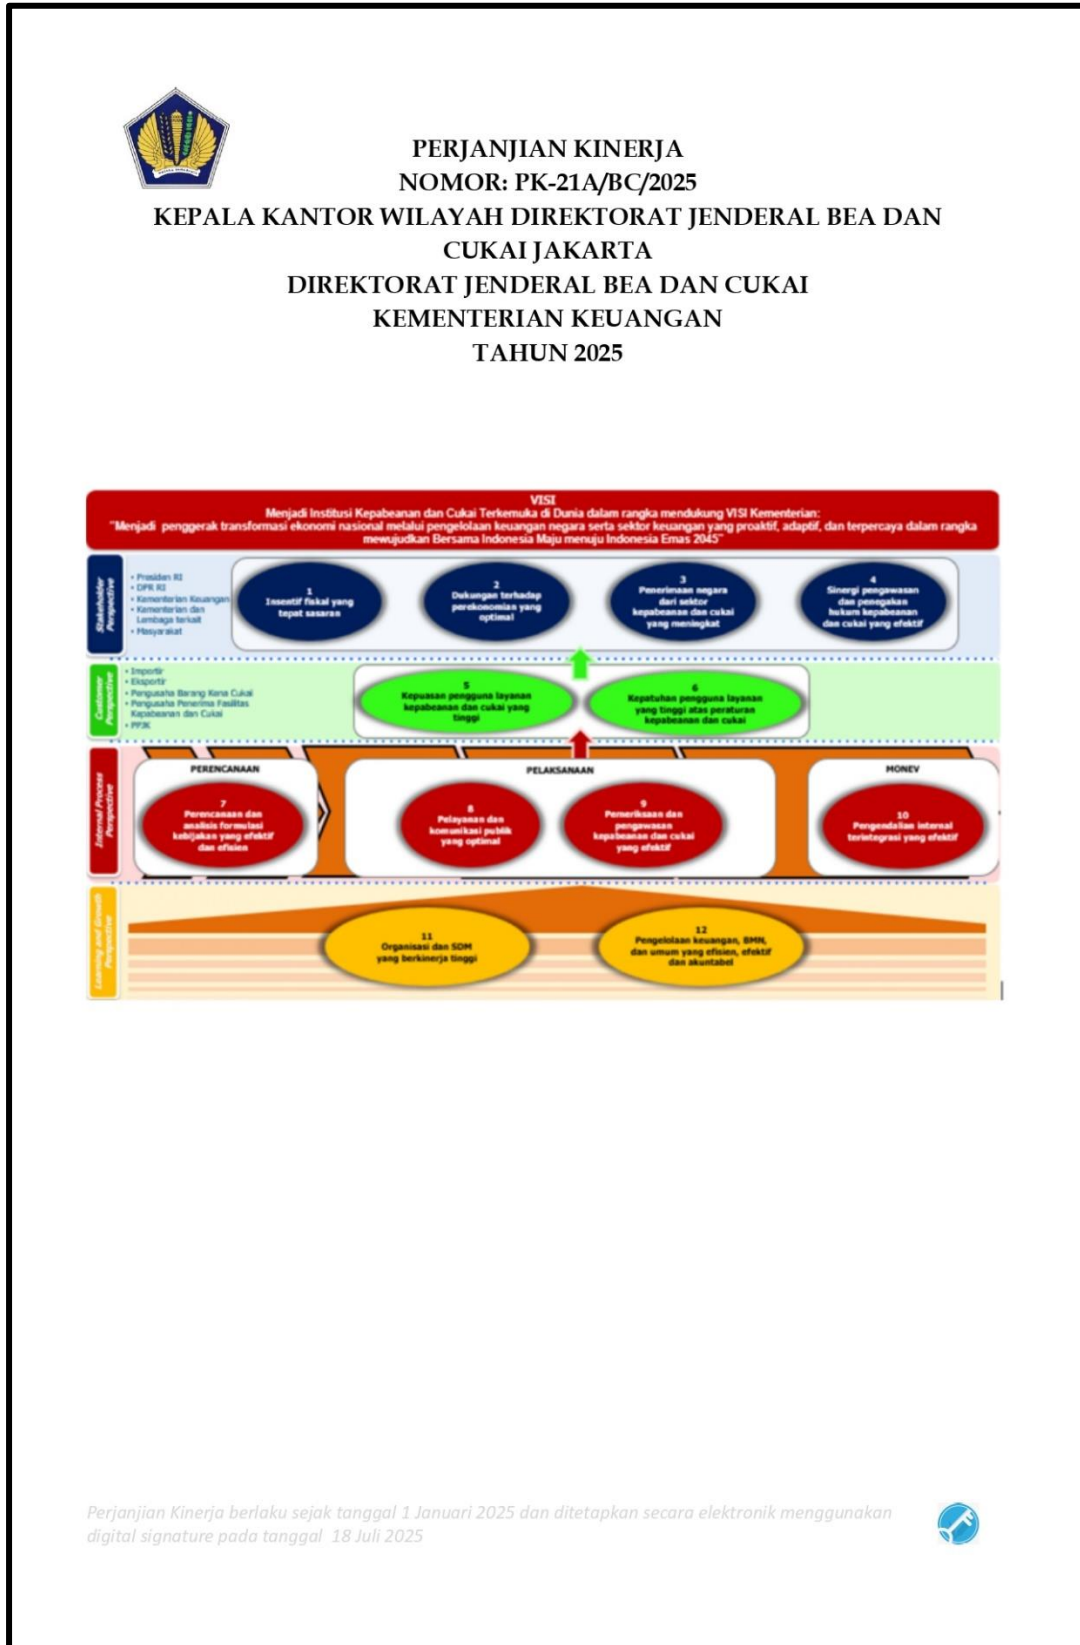 PERJANJIAN KINERJA
NOMOR: PK-21A/BC/2025
KEPALA KANTOR WILAYAH DIREKTORAT JENDERAL BEA DAN
CUKAI JAKARTA
DIREKTORAT JENDERAL BEA DAN CUKAI
KEMENTERIAN KEUANGAN
TAHUN 2025
VISI
Menjadi Institusi Kepabeanan dan Cukai Terkemuka di Dunia dalam rangka mendukung VISI Kementerian:
"Menjadi penggerak transformasi ekonomi nasional melalui pengelolaan keuangan negara serta sektor keuangan yang proaktif, adaptif, dan terpercaya dalam rangka
mewujudkan Bersama Indonesia Maju menuju Indonesia Emas 2045"
Stakeholder
Perspective
• Presiden RI
• DPR RI
• Kementerian Keuangan
• Kementerian dan
Lembaga terkait
• Masyarakat
1
Insentif fiskal yang
tepat sasaran
2
Dukungan terhadap
perekonomian yang
optimal
3
Penerimaan negara
dari sektor
kepabeanan dan cukai
yang meningkat
4
Sinergi pengawasan
dan penegakan
hukum kepabeanan
dan cukai yang efektif
Customer
Perspective
• Importir
• Eksportir
• Pengusaha Barang Kena Cukai
• Pengusaha Penerima Fasilitas
Kepabeanan dan Cukai
• PPJK
5
Kepuasan pengguna layanan
kepabeanan dan cukai yang
tinggi
6
Kepatuhan pengguna layanan
yang tinggi atas peraturan
kepabeanan dan cukai
Internal Process
Perspective
PERENCANAAN
7
Perencanaan dan
analisis formulasi
kebijakan yang efektif
dan efisien
PELAKSANAAN
8
Pelayanan dan
komunikasi publik
yang optimal
9
Pemeriksaan dan
pengawasan
kepabeanan dan cukai
yang efektif
MONEV
10
Pengendalian internal
terintegrasi yang efektif
Learning and Growth
Perspective
11
Organisasi dan SDM
yang berkinerja tinggi
12
Pengelolaan keuangan, BMN,
dan umum yang efisien, efektif
dan akuntabel
Perjanjian Kinerja berlaku sejak tanggal 1 Januari 2025 dan ditetapkan secara elektronik menggunakan
digital signature pada tanggal 18 Juli 2025